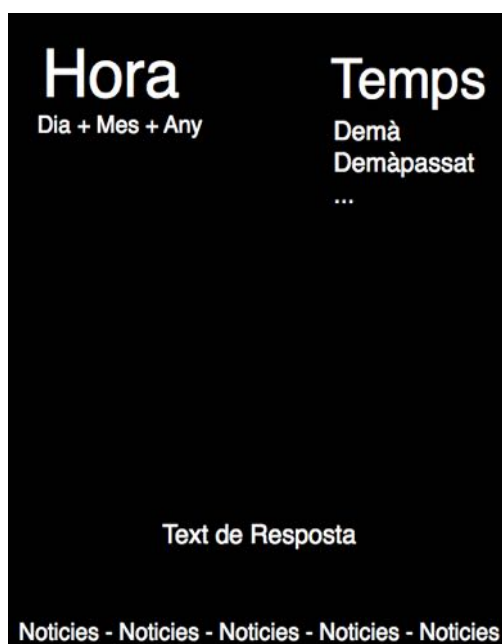 Hora
Dia + Mes + Any
Temps
Demà
Demàpassat
...
Text de Resposta
Noticies - Noticies - Noticies - Noticies - Noticies